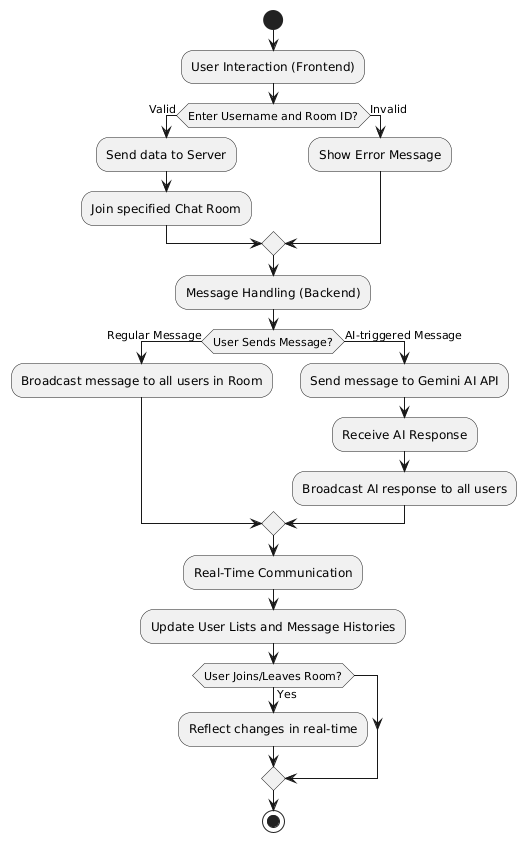 User Interaction (Frontend)
Valid
Enter Username and Room ID?
Invalid
Send data to Server
Show Error Message
Join specified Chat Room
Message Handling (Backend)
Regular Message
User Sends Message?
AI-triggered Message
Broadcast message to all users in Room
Send message to Gemini AI API
Receive AI Response
Broadcast AI response to all users
Real-Time Communication
Update User Lists and Message Histories
User Joins/Leaves Room?
Yes
Reflect changes in real-time